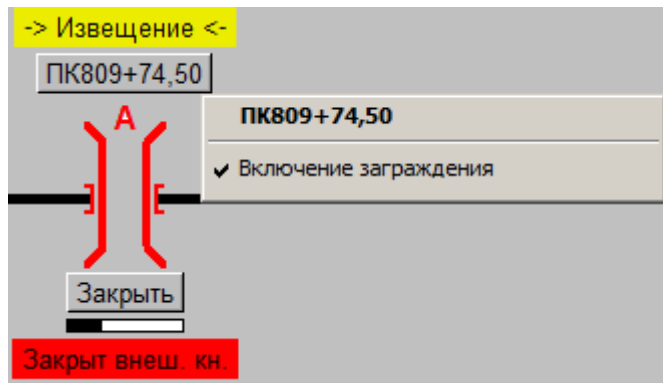 -> Извещение <-
ПК809+74,50
А
ПК809+74,50
Включение заграждения
Закрыть
Закрыт внеш. кн.